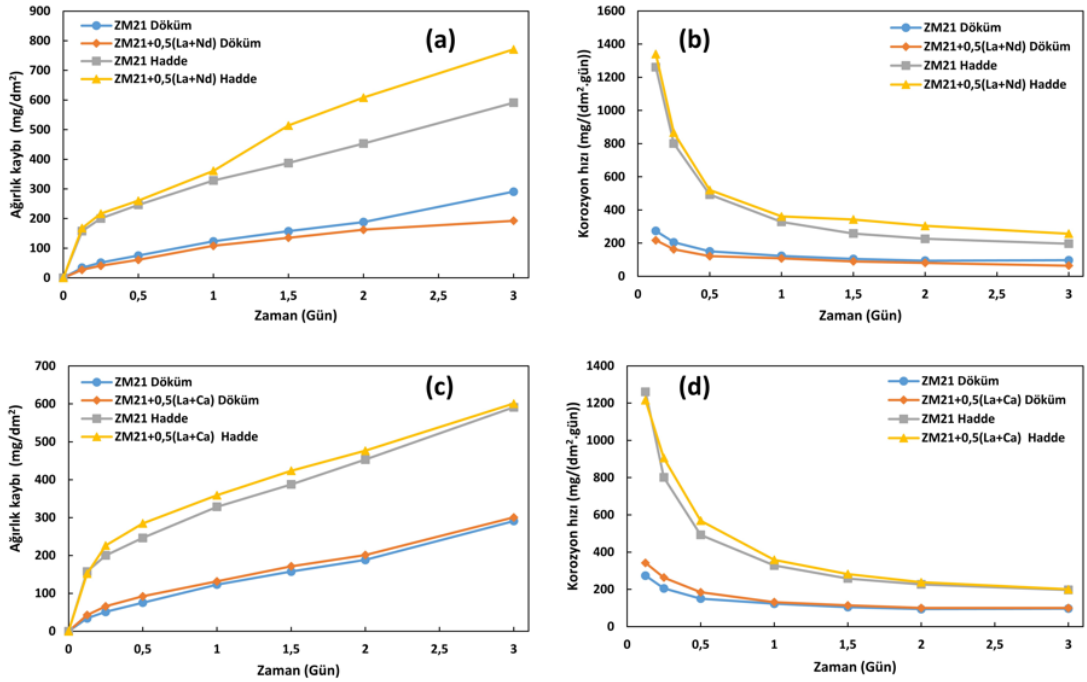 ZM21 Döküm
ZM21+0,5(La+Nd) Döküm
ZM21 Hadde
ZM21+0,5(La+Nd) Hadde
(a)
Ağırlık kaybı (mg/dm²)
900
800
700
600
500
400
300
200
100
0
0 0,5 1 1,5 2 2,5 3
Zaman (Gün)
ZM21 Döküm
ZM21+0,5(La+Nd) Döküm
ZM21 Hadde
ZM21+0,5(La+Nd) Hadde
(b)
Korozyon hızı (mg/(dm².gün))
1600
1400
1200
1000
800
600
400
200
0
0 0,5 1 1,5 2 2,5 3
Zaman (Gün)
ZM21 Döküm
ZM21+0,5(La+Ca) Döküm
ZM21 Hadde
ZM21+0,5(La+Ca) Hadde
(c)
Ağırlık kaybı (mg/dm²)
700
600
500
400
300
200
100
0
0 0,5 1 1,5 2 2,5 3
Zaman (Gün)
ZM21 Döküm
ZM21+0,5(La+Ca) Döküm
ZM21 Hadde
ZM21+0,5(La+Ca) Hadde
(d)
Korozyon hızı (mg/(dm².gün))
1400
1200
1000
800
600
400
200
0
0 0,5 1 1,5 2 2,5 3
Zaman (Gün)